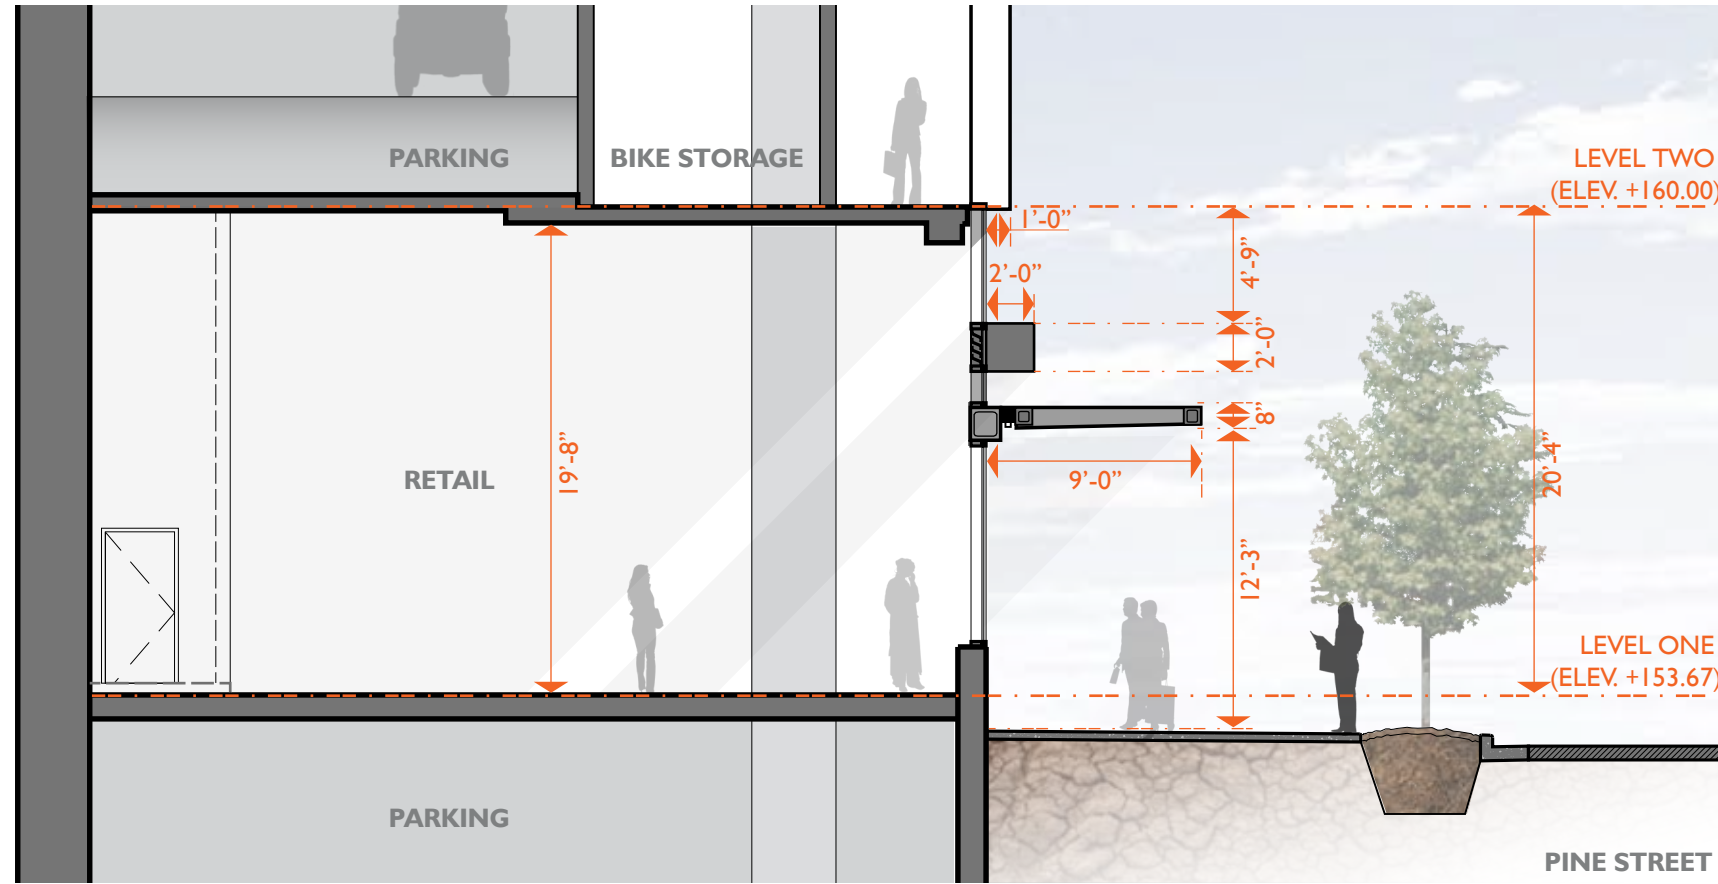 PARKING
BIKE STORAGE
LEVEL TWO
(ELEV. +160.00)
1’-0”
2’-0”
4’-9”
2’-0”
8”
9’-0”
19’-8”
RETAIL
20’-4”
12’-3”
LEVEL ONE
(ELEV. +153.67)
PARKING
PINE STREET